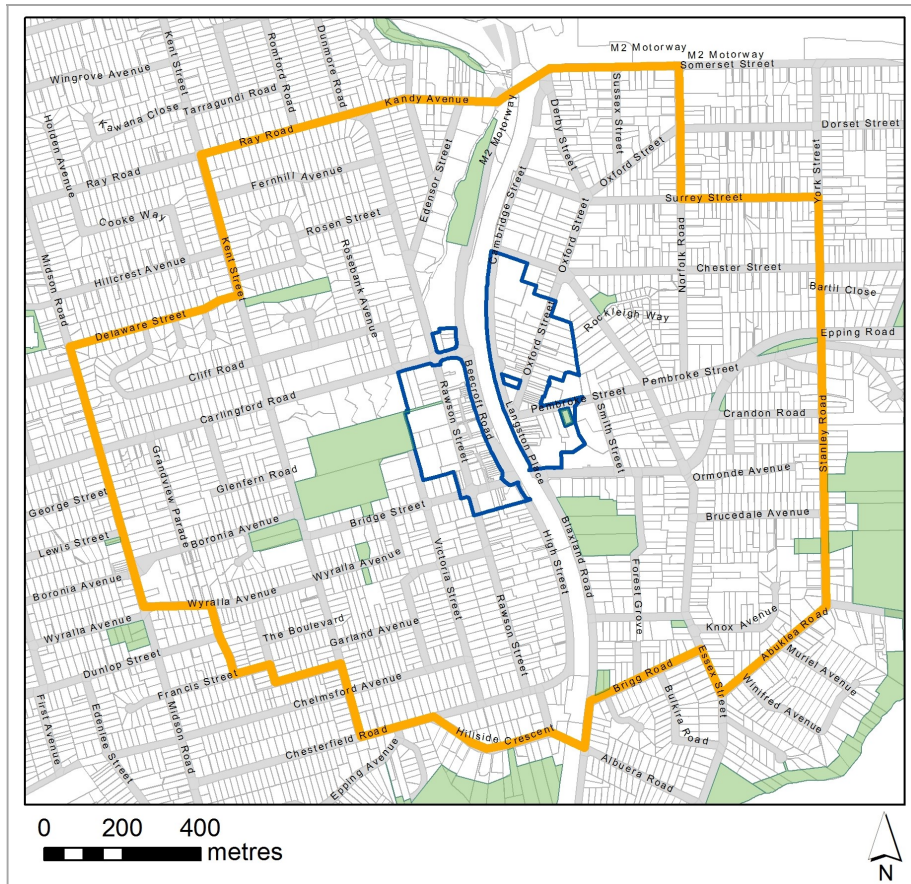 M2 Motorway
M2 Motorway
Somerset Street
Kent Street
Romford Road
Dunmore Road
Wingrove Avenue
Kawana Close
Tarragundi Road
Holden Avenue
Kandy Avenue
M2 Motorway
Derby Street
Sussex Street
Dorset Street
Ray Road
Ray Road
Oxford Street
York Street
Fernhill Avenue
Edensor Street
Cambridge Street
Surrey Street
Cooke Way
Rosen Street
Oxford Street
Norfolk Road
Kent Street
Rosebank Avenue
Hillcrest Avenue
Chester Street
Midson Road
Bartil Close
Delaware Street
Rockleigh Way
Epping Road
Oxford Street
Cliff Road
Beecroft Road
Pembroke Street
Carlingford Road
Rawson Street
Langston Place
Pembroke Street
Smith Street
Crandon Road
Stanley Road
Grandview Parade
Glenfern Road
Ormonde Avenue
George Street
Boronia Avenue
Bridge Street
Brucedale Avenue
Lewis Street
Blaxland Road
High Street
Boronia Avenue
Wyralla Avenue
Victoria Street
Forest Grove
Wyralla Avenue
Rawson Street
Wyralla Avenue
The Boulevard
Garland Avenue
Knox Avenue
Abuklea Road
Dunlop Street
Essex Street
Muriel Avenue
Francis Street
Chelmsford Avenue
Brigg Road
Winifred Avenue
First Avenue
Edenlee Street
Midson Road
Bulkira Road
Chesterfield Road
Hillside Crescent
Epping Avenue
Albuera Road
0 200 400
metres
N